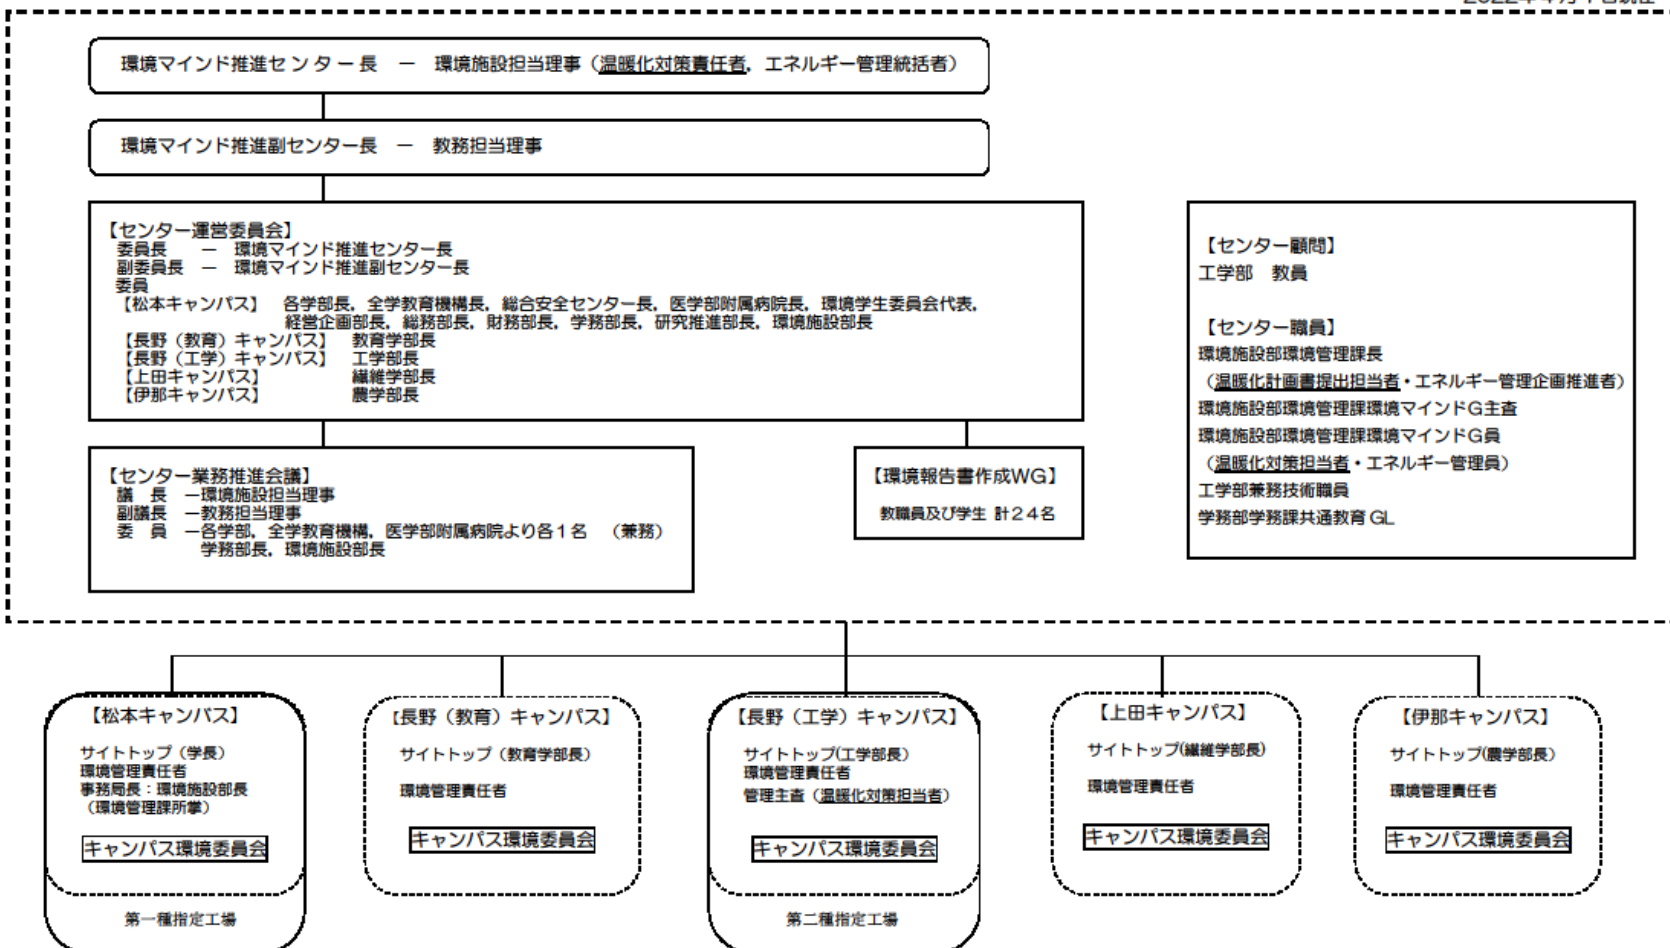 2022年4月1日現在
環境マインド推進センター長 － 環境施設担当理事（温暖化対策責任者，エネルギー管理統括者）
環境マインド推進副センター長 － 教務担当理事
【センター運営委員会】
委員長 － 環境マインド推進センター長
副委員長 － 環境マインド推進副センター長
委員
【松本キャンパス】 各学部長，全学教育機構長，総合安全センター長，医学部附属病院長，環境学生委員会代表，
経営企画部長，総務部長，財務部長，学務部長，研究推進部長，環境施設部長
【長野（教育）キャンパス】 教育学部長
【長野（工学）キャンパス】 工学部長
【上田キャンパス】 繊維学部長
【伊那キャンパス】 農学部長
【センター業務推進会議】
議 長 －環境施設担当理事
副議長 －教務担当理事
委 員 －各学部，全学教育機構，医学部附属病院より各1名 （兼務）
学務部長，環境施設部長
【環境報告書作成WG】
教職員及び学生 計24名
【センター顧問】
工学部 教員
【センター職員】
環境施設部環境管理課長
（温暖化計画書提出担当者・エネルギー管理企画推進者）
環境施設部環境管理課環境マインドG主査
環境施設部環境管理課環境マインドG員
（温暖化対策担当者・エネルギー管理員）
工学部兼務技術職員
学務部学務課共通教育GL
【松本キャンパス】
サイトトップ（学長）
環境管理責任者
事務局長：環境施設部長
（環境管理課所掌）
キャンパス環境委員会
第一種指定工場
【長野（教育）キャンパス】
サイトトップ（教育学部長）
環境管理責任者
キャンパス環境委員会
【長野（工学）キャンパス】
サイトトップ(工学部長）
環境管理責任者
管理主査（温暖化対策担当者）
キャンパス環境委員会
第二種指定工場
【上田キャンパス】
サイトトップ(繊維学部長)
環境管理責任者
キャンパス環境委員会
【伊那キャンパス】
サイトトップ(農学部長）
環境管理責任者
キャンパス環境委員会